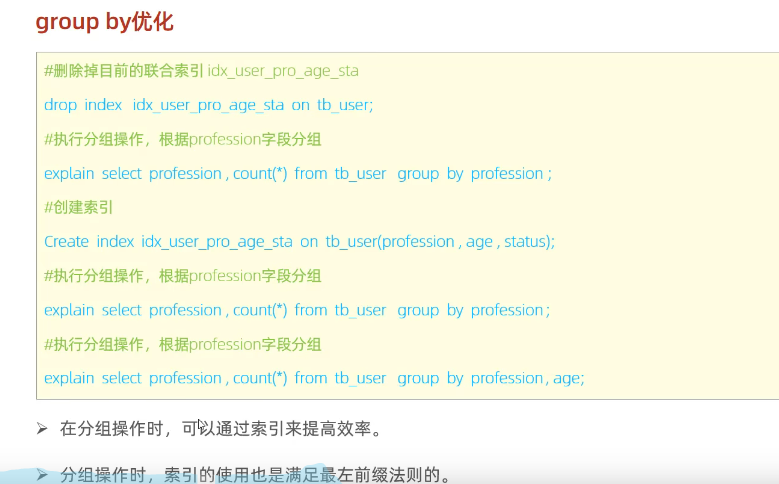 group by优化
#删除掉目前的联合索引 idx_user_pro_age_sta
drop index idx_user_pro_age_sta on tb_user;
#执行分组操作，根据profession字段分组
explain select profession , count(*) from tb_user group by profession ;
#创建索引
Create index idx_user_pro_age_sta on tb_user(profession , age , status);
#执行分组操作，根据profession字段分组
explain select profession , count(*) from tb_user group by profession ;
#执行分组操作，根据profession字段分组
explain select profession , count(*) from tb_user group by profession , age;
➢ 在分组操作时，可以通过索引来提高效率。
➢ 分组操作时，索引的使用也是满足最左前缀法则的。